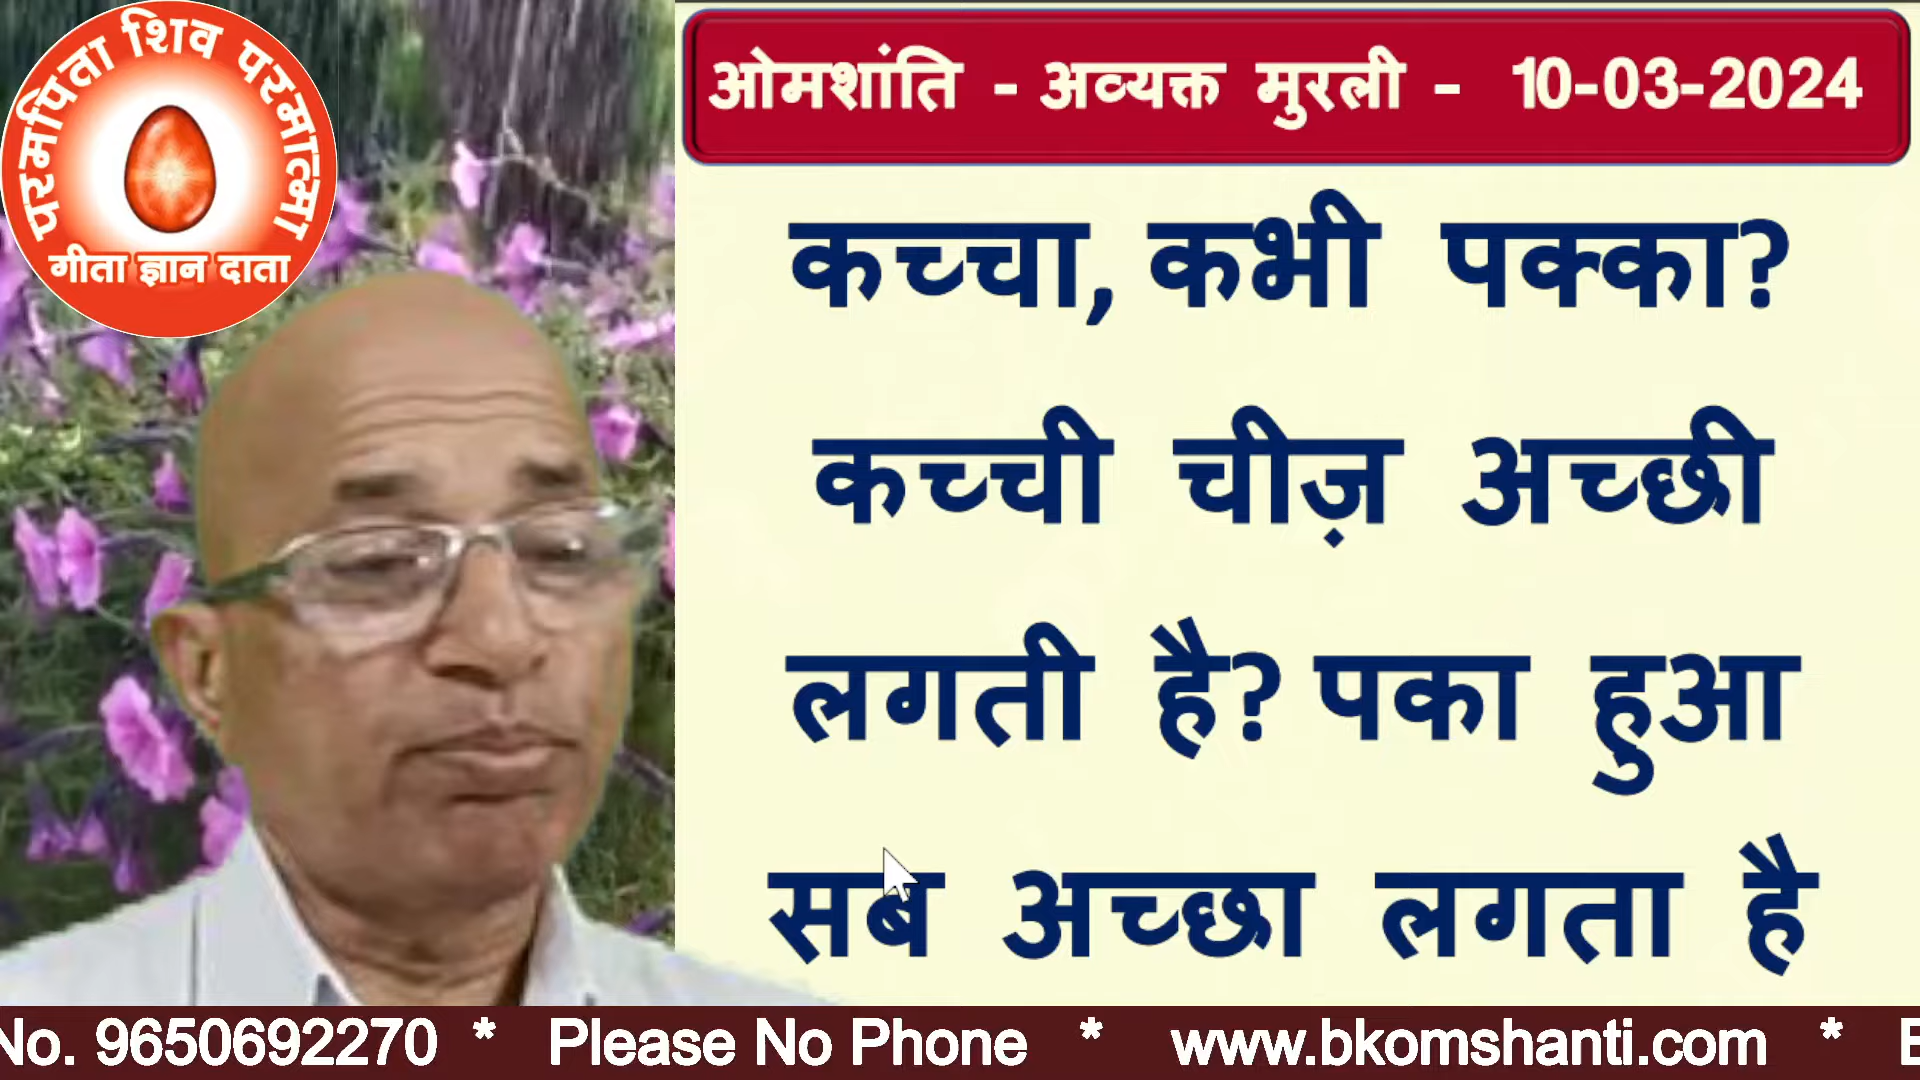 परमपिता शिव परमात्मा
गीता ज्ञान दाता
ओमशांति - अव्यक्त मुरली - 10-03-2024
कच्चा, कभी पक्का?
कच्ची चीज़ अच्छी
लगती है? पका हुआ
सब अच्छा लगता है
No. 9650692270 * Please No Phone * www.bkomshanti.com *